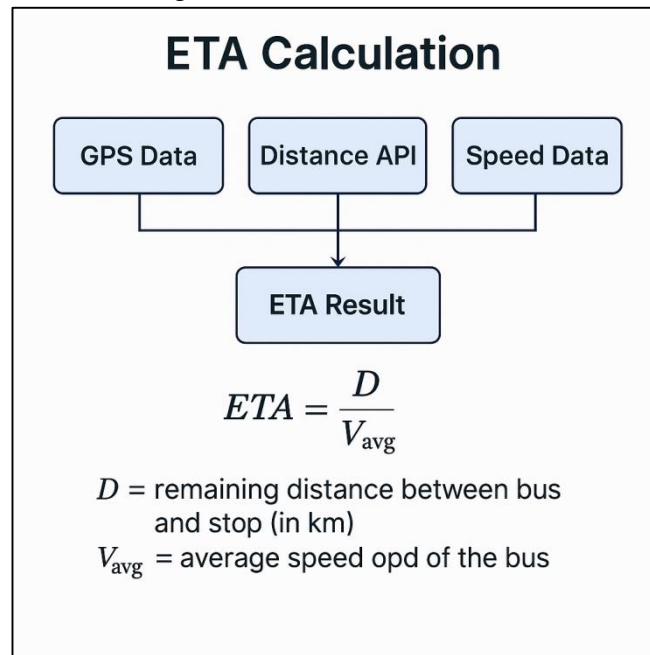 ETA Calculation
GPS Data
Distance API
Speed Data
ETA Result
ETA = D / V_avg
D = remaining distance between bus
and stop (in km)
V_avg = average speed opd of the bus